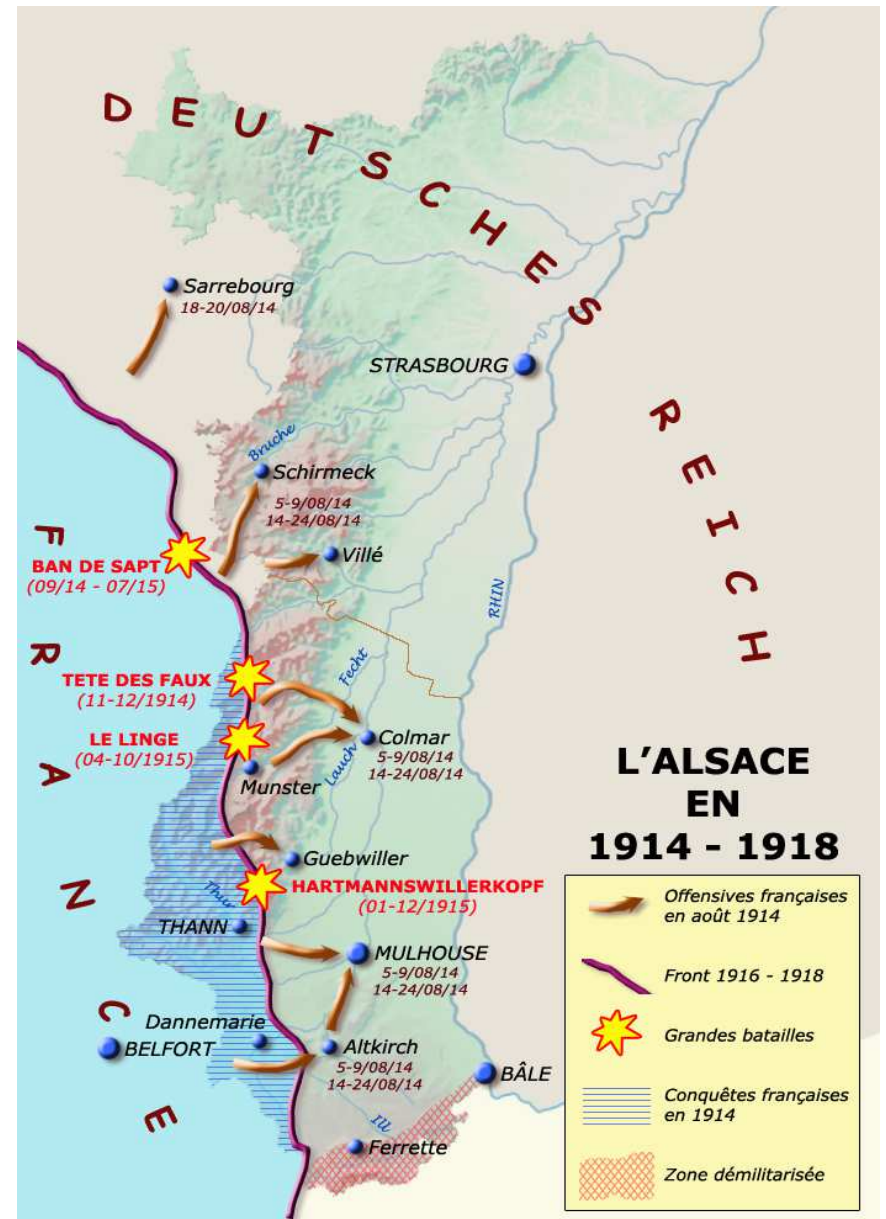 DEUTSCHES REICH
Sarrebourg
18-20/08/14
STRASBOURG
Bruche
Schirmeck
5-9/08/14
14-24/08/14
FRANCE
BAN DE SAPT
(09/14 - 07/15)
Villé
RHIN
TETE DES FAUX
(11-12/1914)
Fecht
LE LINGE
(04-10/1915)
Colmar
5-9/08/14
14-24/08/14
Munster
Lauch
Guebwiller
HARTMANNSWILLERKOPF
(01-12/1915)
Thur
THANN
MULHOUSE
5-9/08/14
14-24/08/14
Dannemarie
BELFORT
Altkirch
5-9/08/14
14-24/08/14
BÂLE
Ill
Ferrette
L'ALSACE
EN
1914 - 1918
Offensives françaises
en août 1914
Front 1916 - 1918
Grandes batailles
Conquêtes françaises
en 1914
Zone démilitarisée